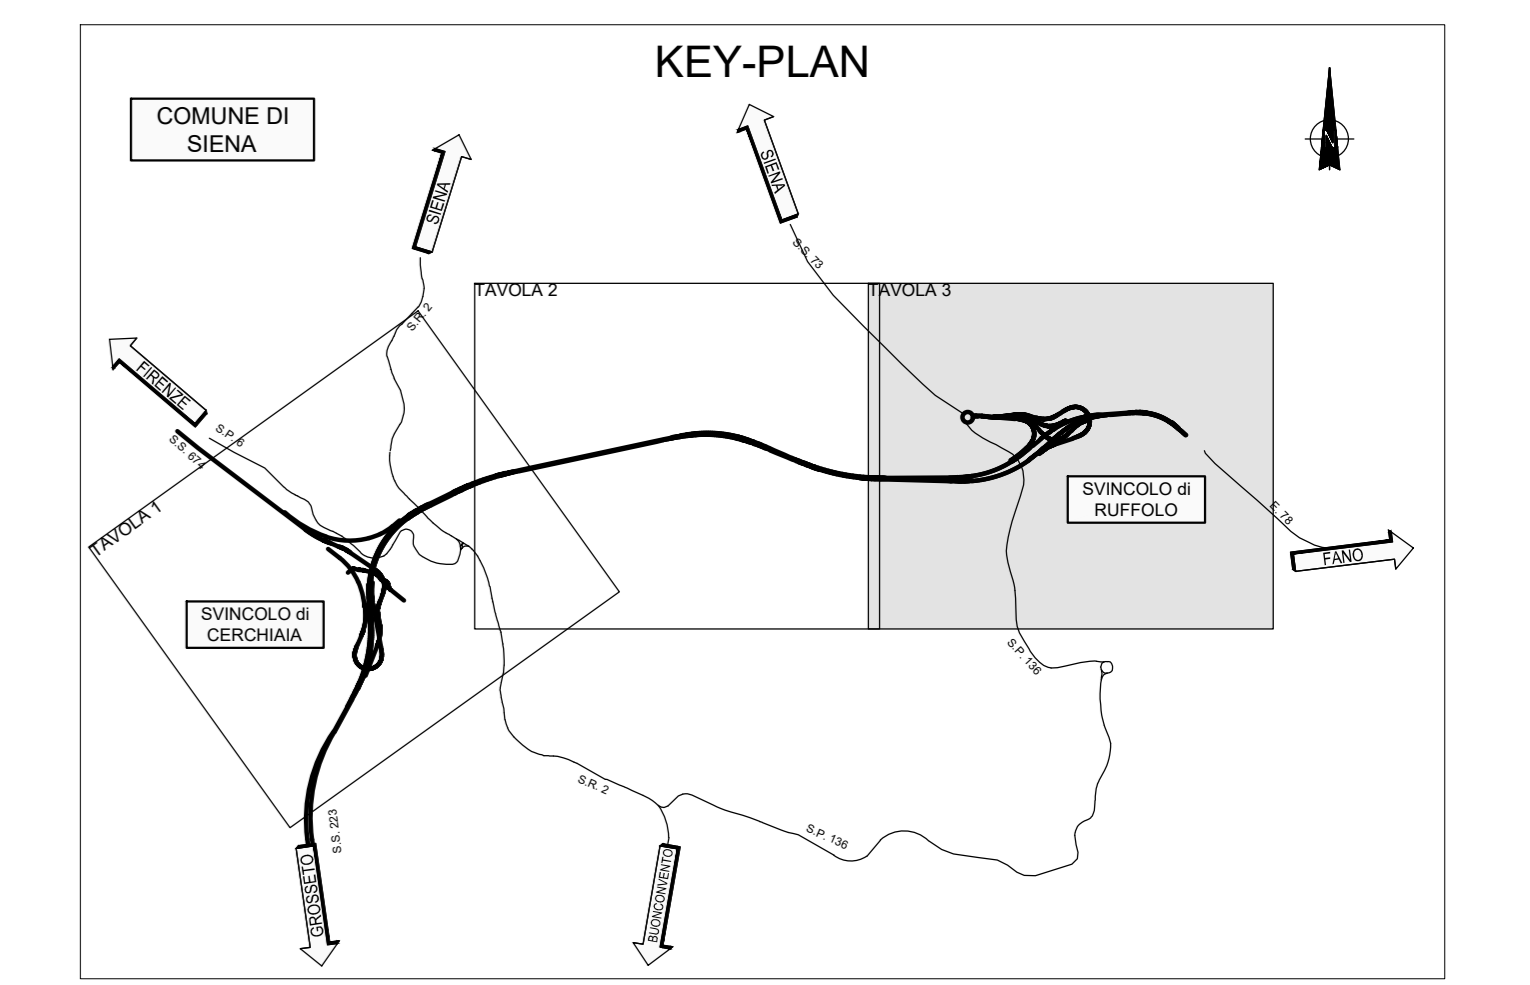 KEY-PLAN
COMUNE DI
SIENA
SIENA
SIENA
S.S. 73
TAVOLA 2
TAVOLA 3
S.R. 2
FIRENZE
S.P. 6
S.S. 674
TAVOLA 1
SVINCOLO di
RUFFOLO
E. 78
FANO
SVINCOLO di
CERCHIAIA
S.P. 136
S.R. 2
S.P. 136
S.S. 223
GROSSETO
BUONCONVENTO